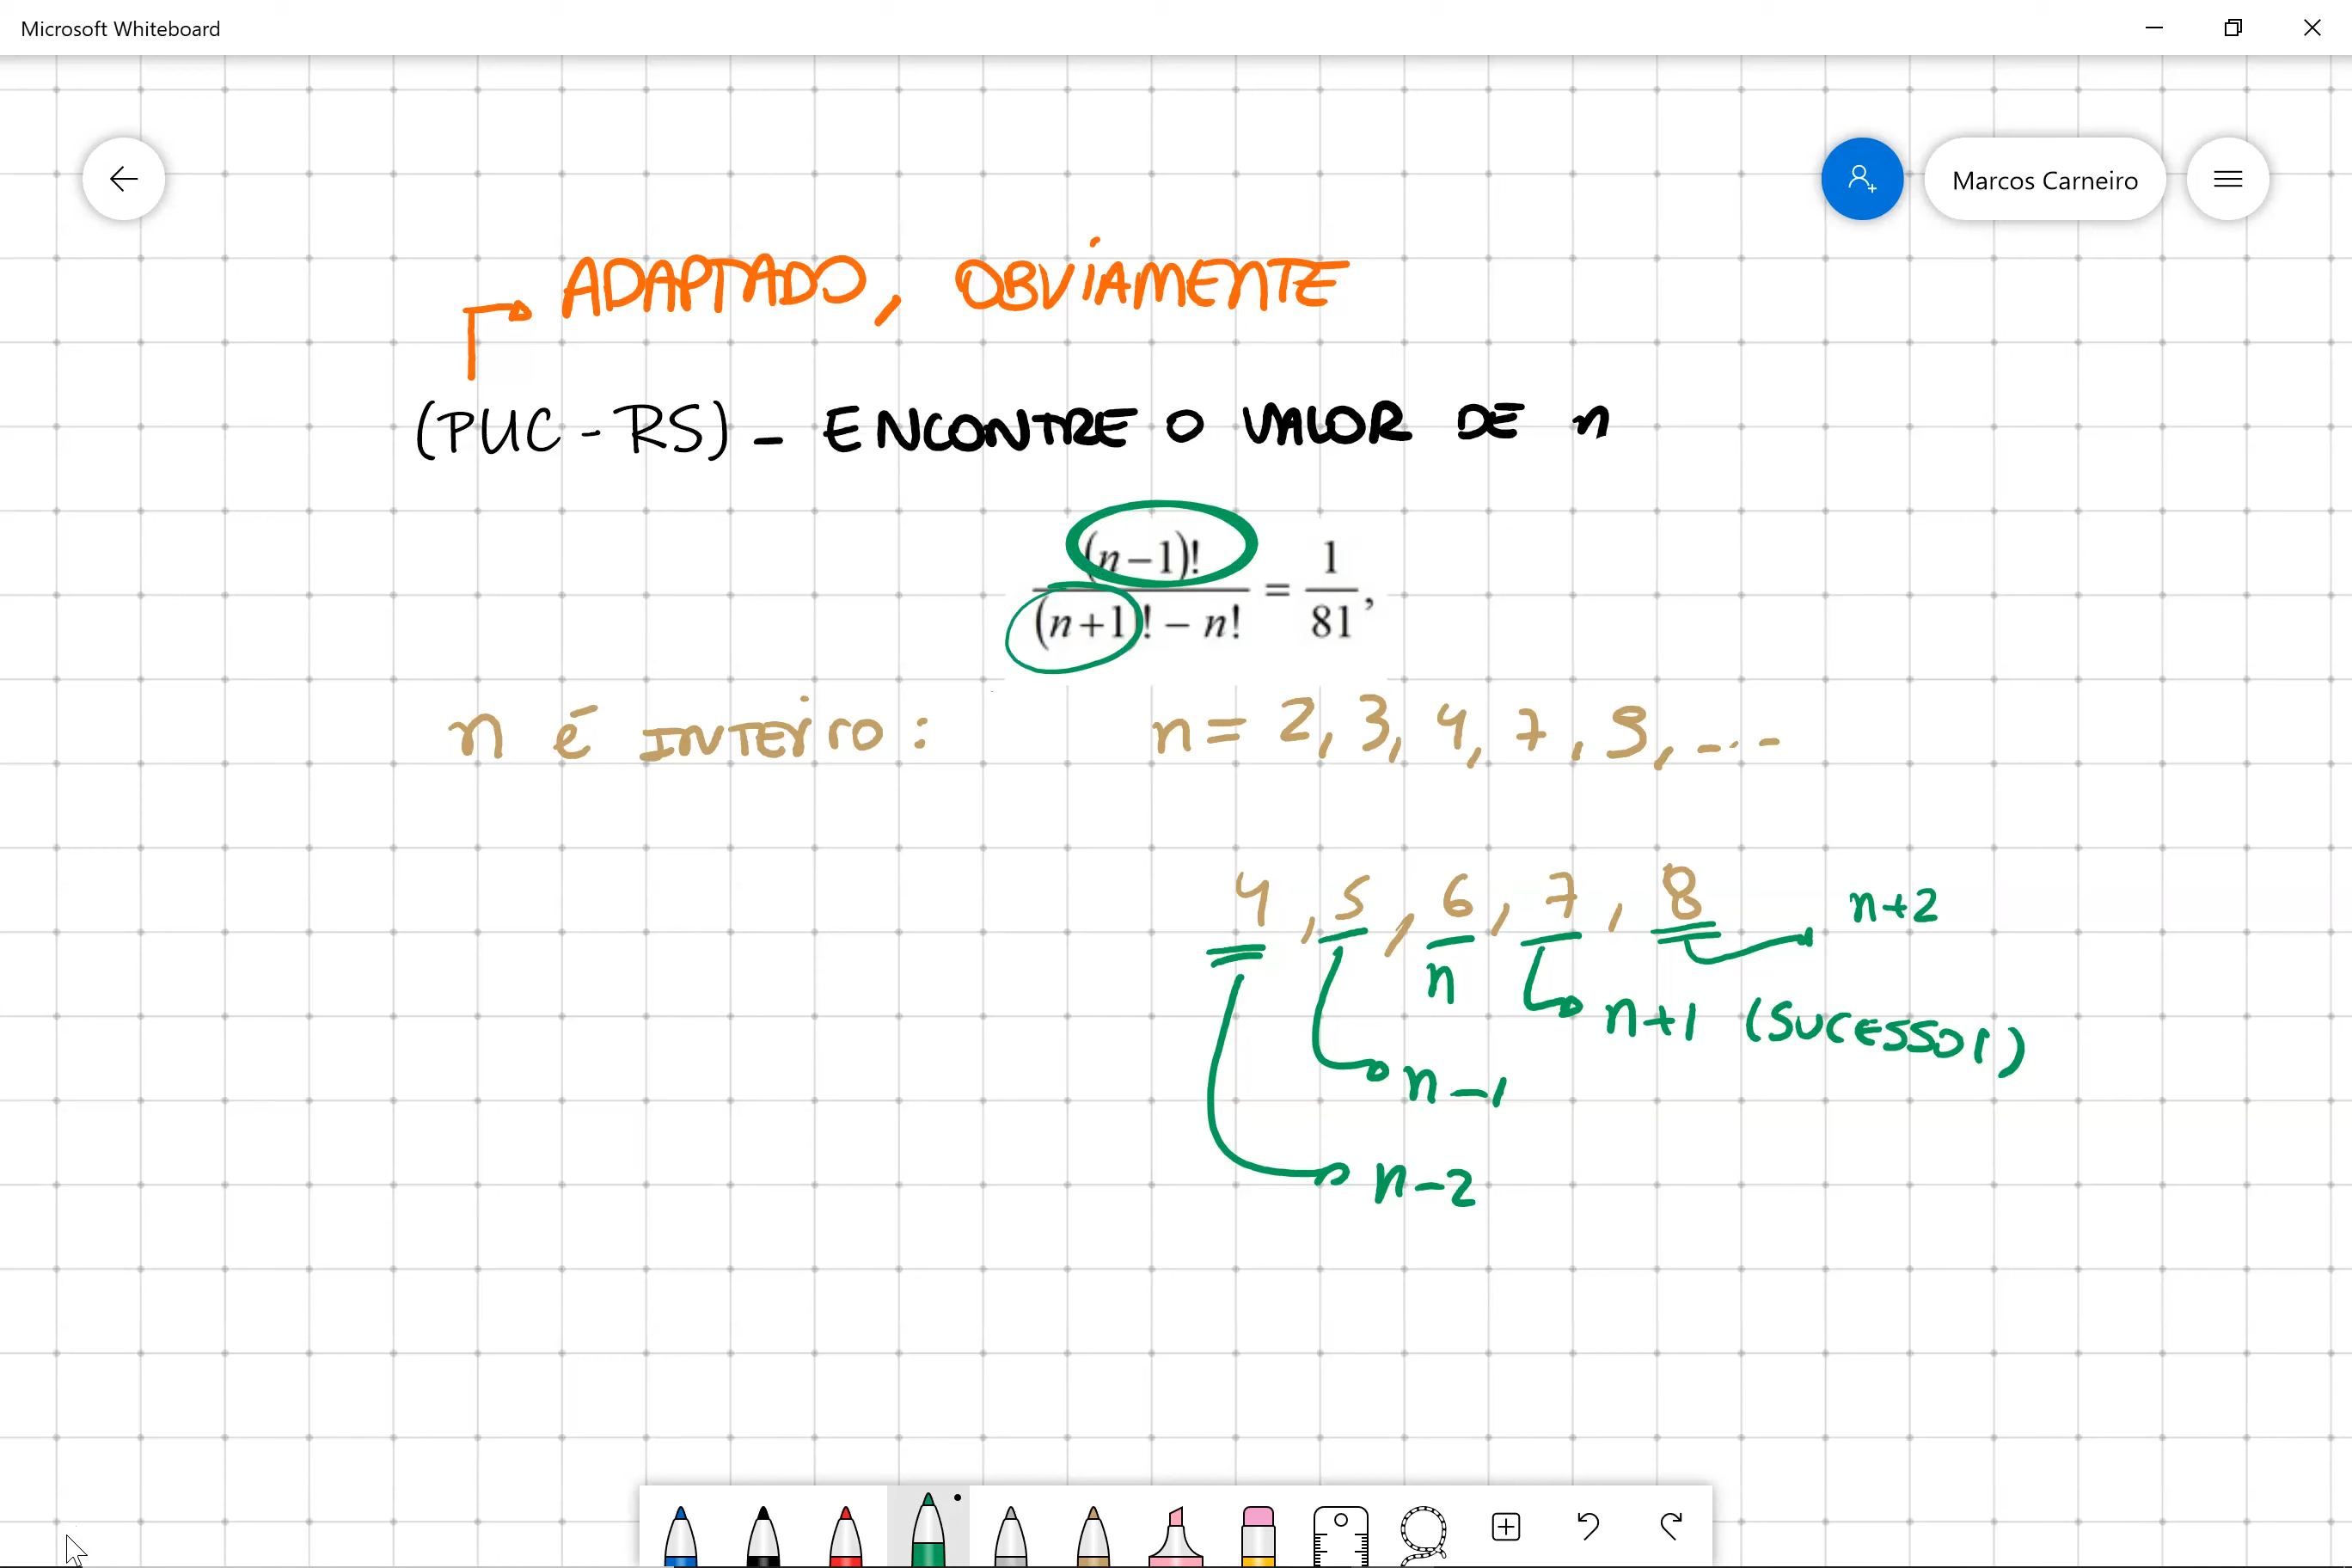 Microsoft Whiteboard
Marcos Carneiro
ADAPTADO, OBVIAMENTE
(PUC-RS) - ENCONTRE O VALOR DE n
(n-1)! / ((n+1)! - n!) = 1/81,
n é INTEIRO: n = 2, 3, 4, 7, 9, ...
4, 5, 6, 7, 8 n+2
n
n+1 (SUCESSOr)
n-1
n-2